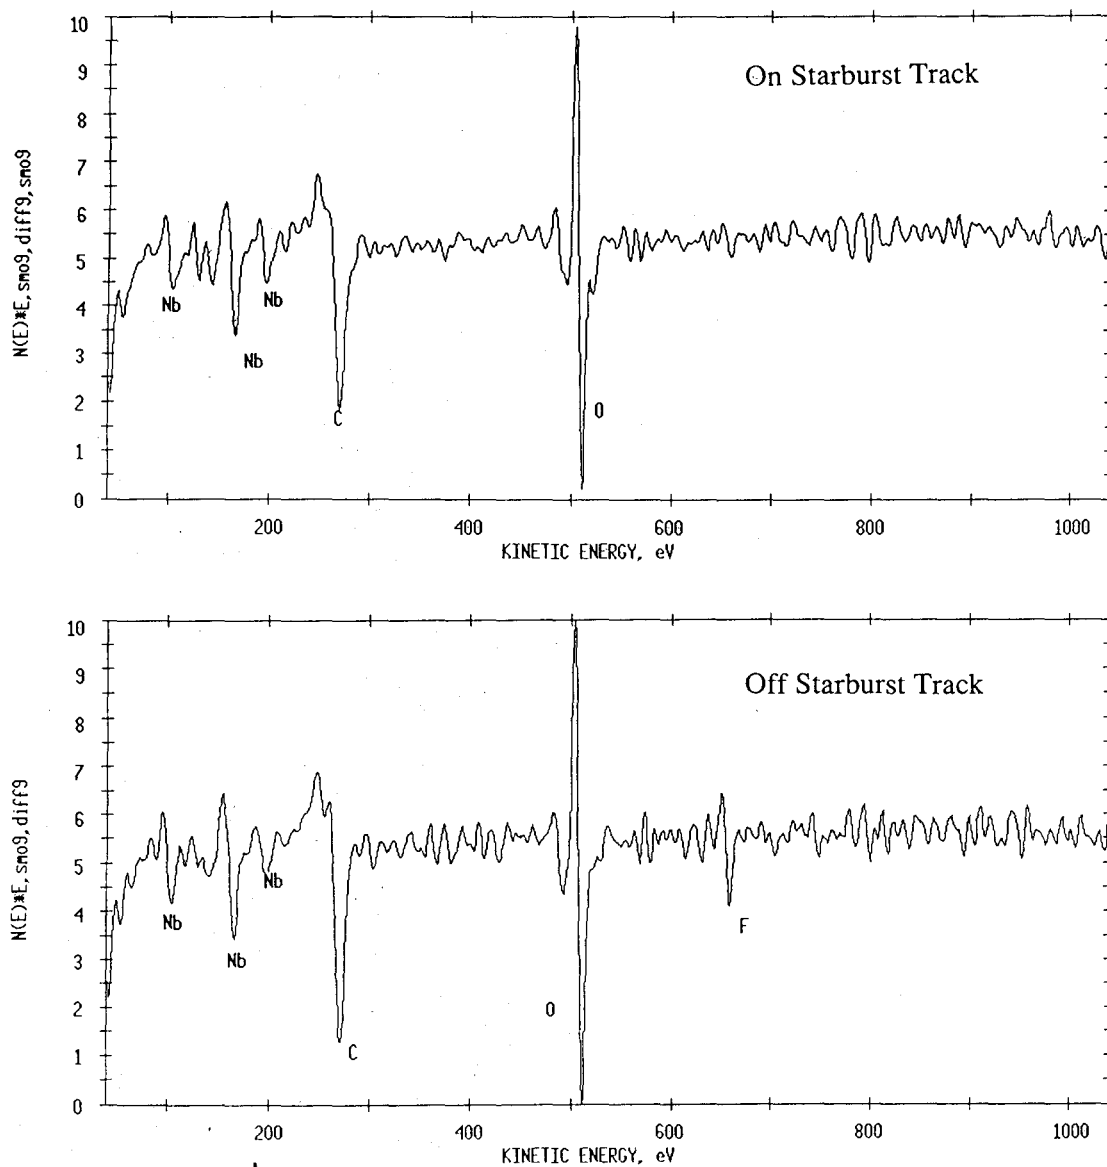 10
9
8
7
6
5
4
3
2
1
0
N(E)*E,smo9,diff9,smo9
On Starburst Track
Nb
Nb
Nb
C
O
200
400
600
800
1000
KINETIC ENERGY, eV
10
9
8
7
6
5
4
3
2
1
0
N(E)*E,smo9,diff9
Off Starburst Track
Nb
Nb
Nb
C
O
F
200
400
600
800
1000
KINETIC ENERGY, eV